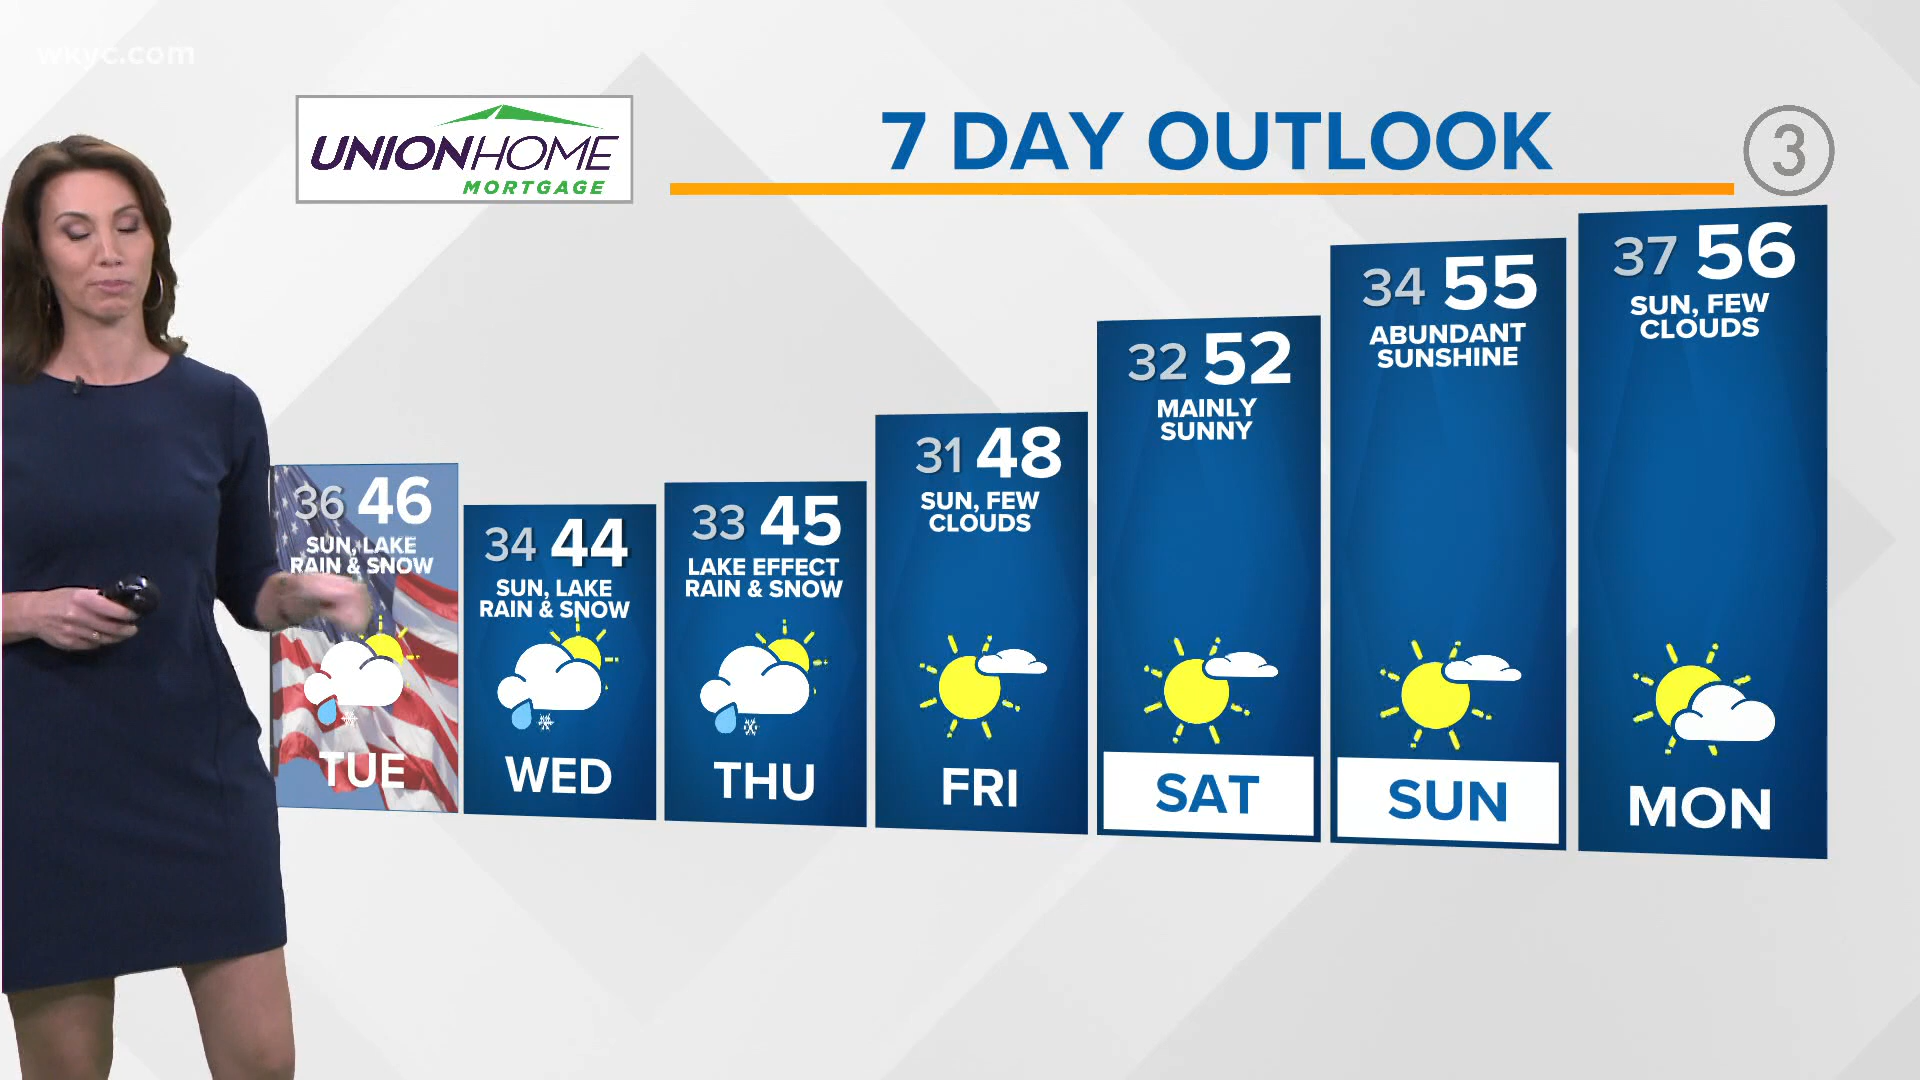 wkyc.com
UNIONHOME
MORTGAGE
7 DAY OUTLOOK
3
36 46
SUN, LAKE
RAIN & SNOW
TUE
34 44
SUN, LAKE
RAIN & SNOW
WED
33 45
LAKE EFFECT
RAIN & SNOW
THU
31 48
SUN, FEW
CLOUDS
FRI
32 52
MAINLY
SUNNY
SAT
34 55
ABUNDANT
SUNSHINE
SUN
37 56
SUN, FEW
CLOUDS
MON